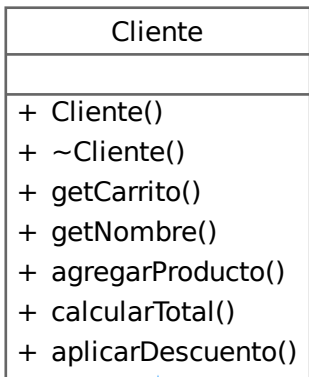 Cliente
+ Cliente()
+ ~Cliente()
+ getCarrito()
+ getNombre()
+ agregarProducto()
+ calcularTotal()
+ aplicarDescuento()